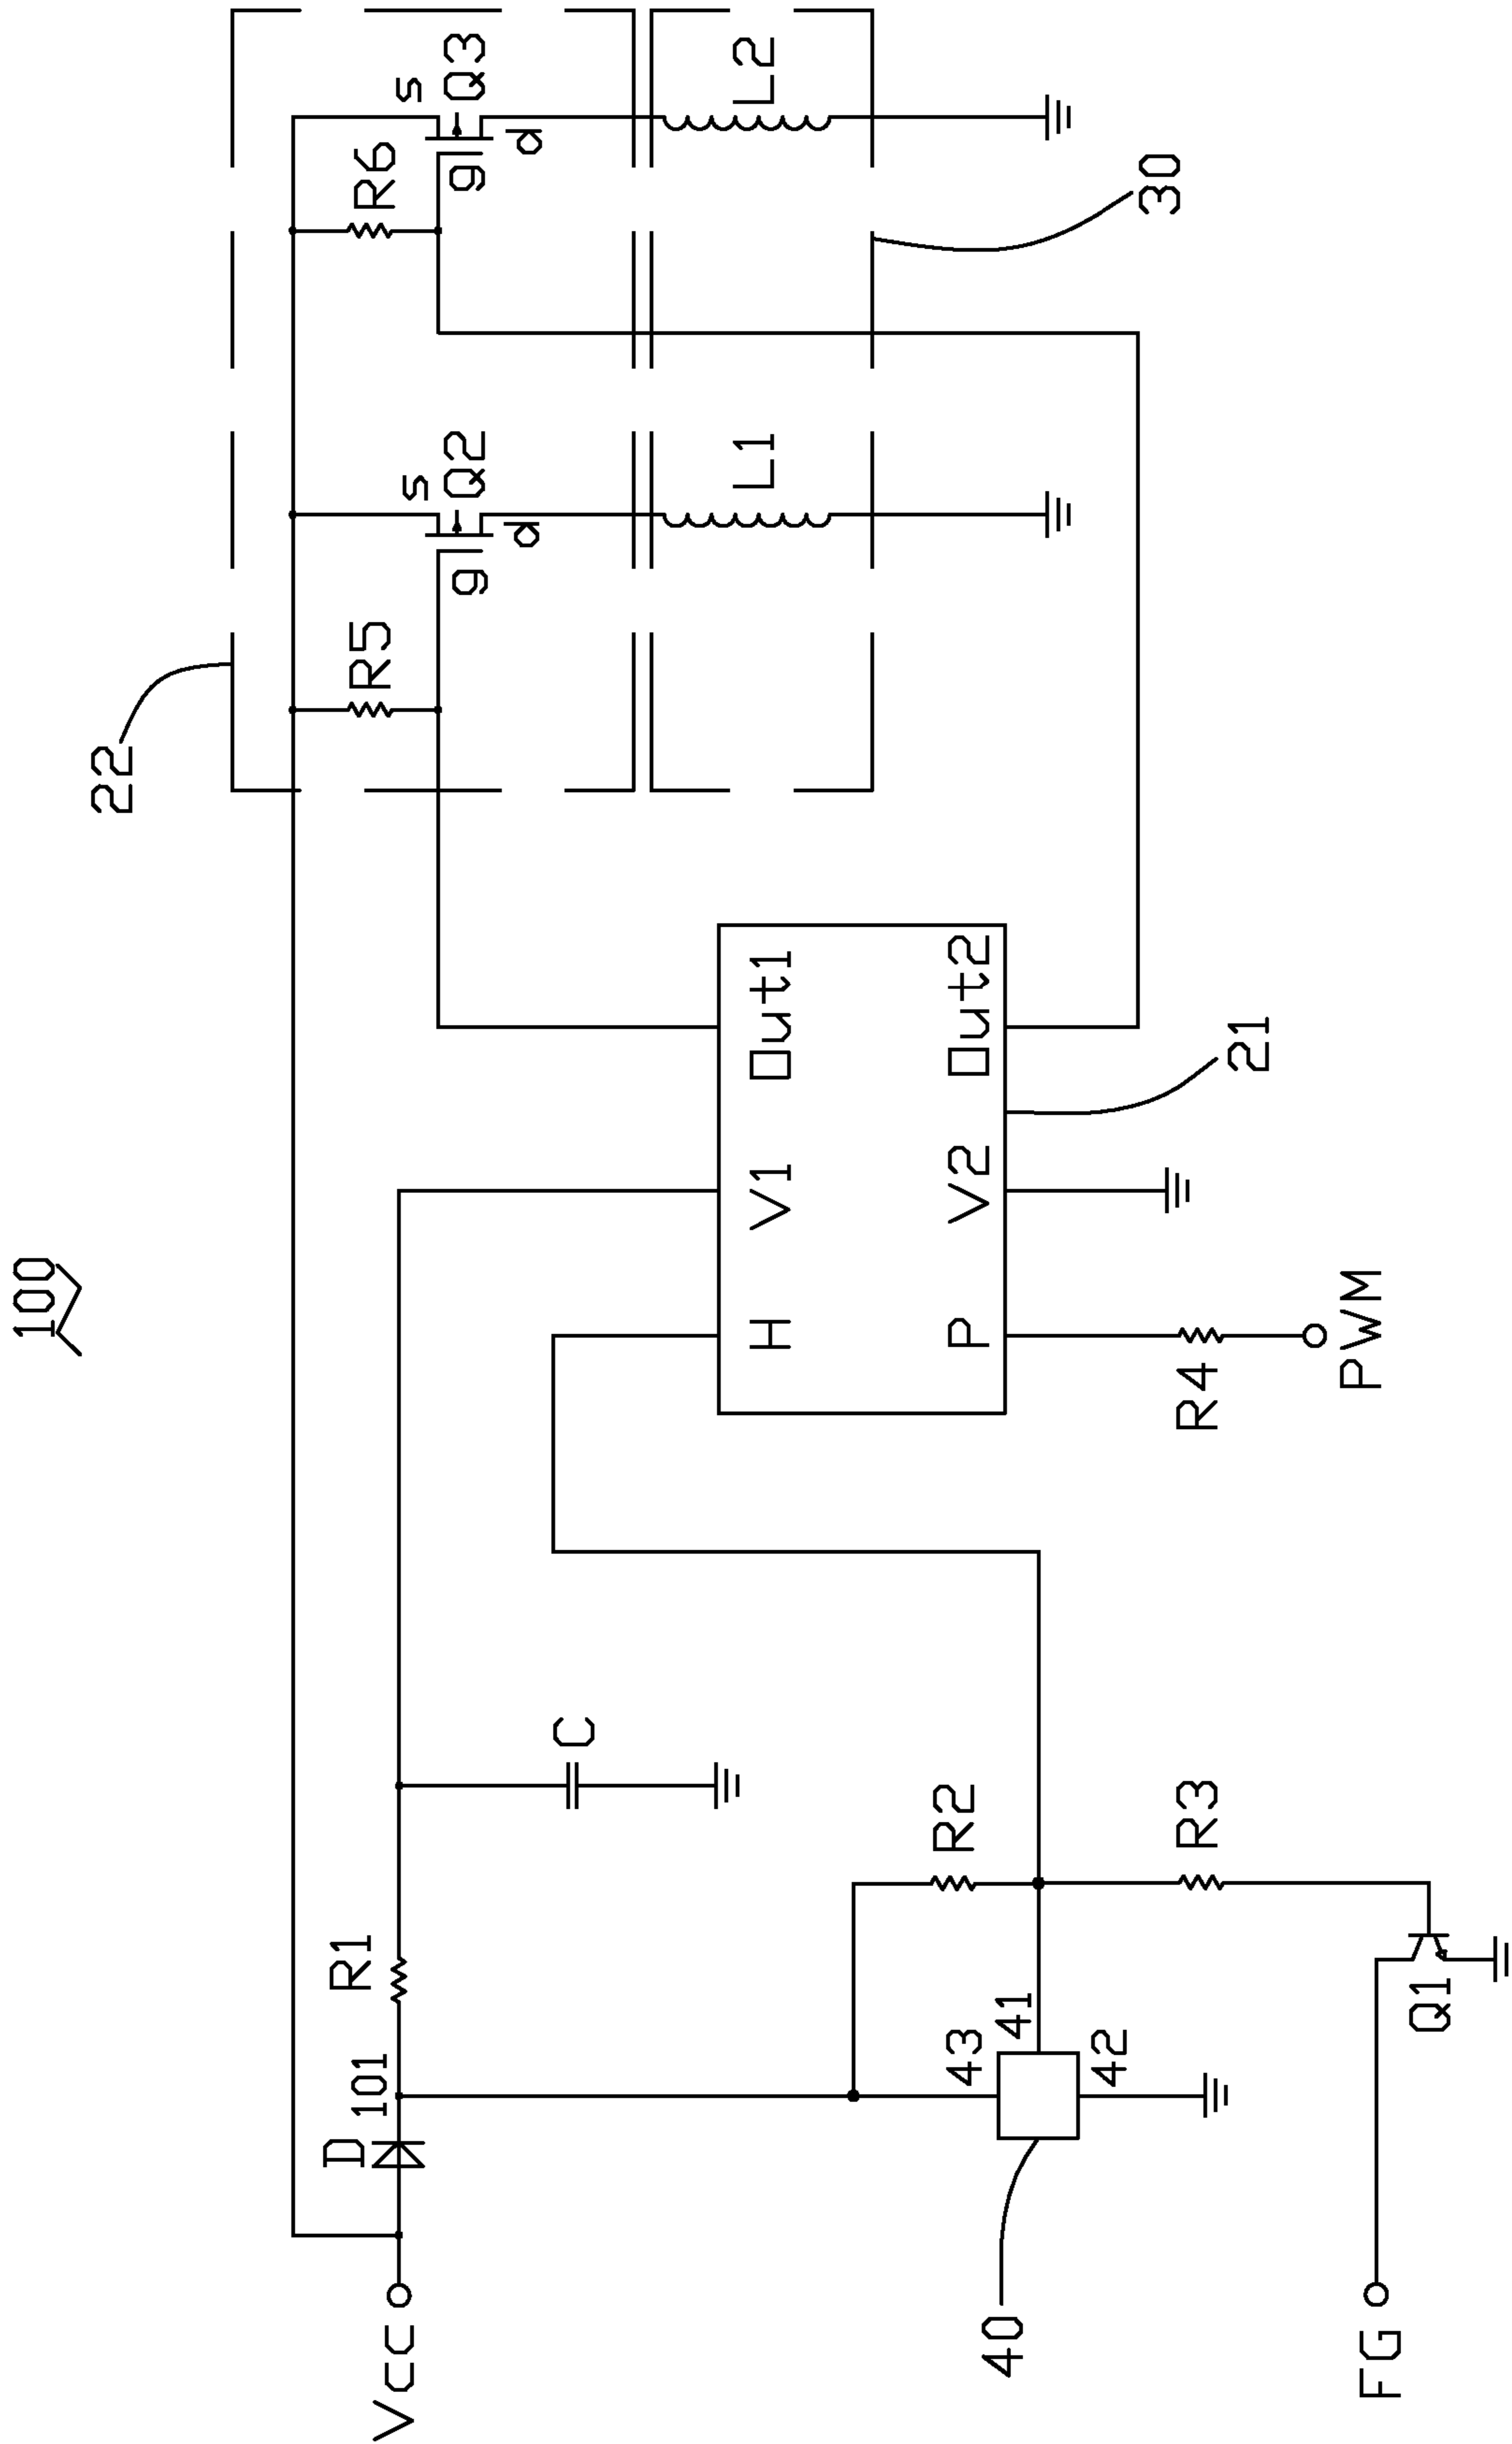 100
22
Vcc
D
101
R1
C
R5
s
Q2
g
d
R6
s
Q3
g
d
L1
L2
30
H
V1
Out1
P
V2
Out2
21
R4
PWM
R2
43
41
42
40
R3
Q1
FG